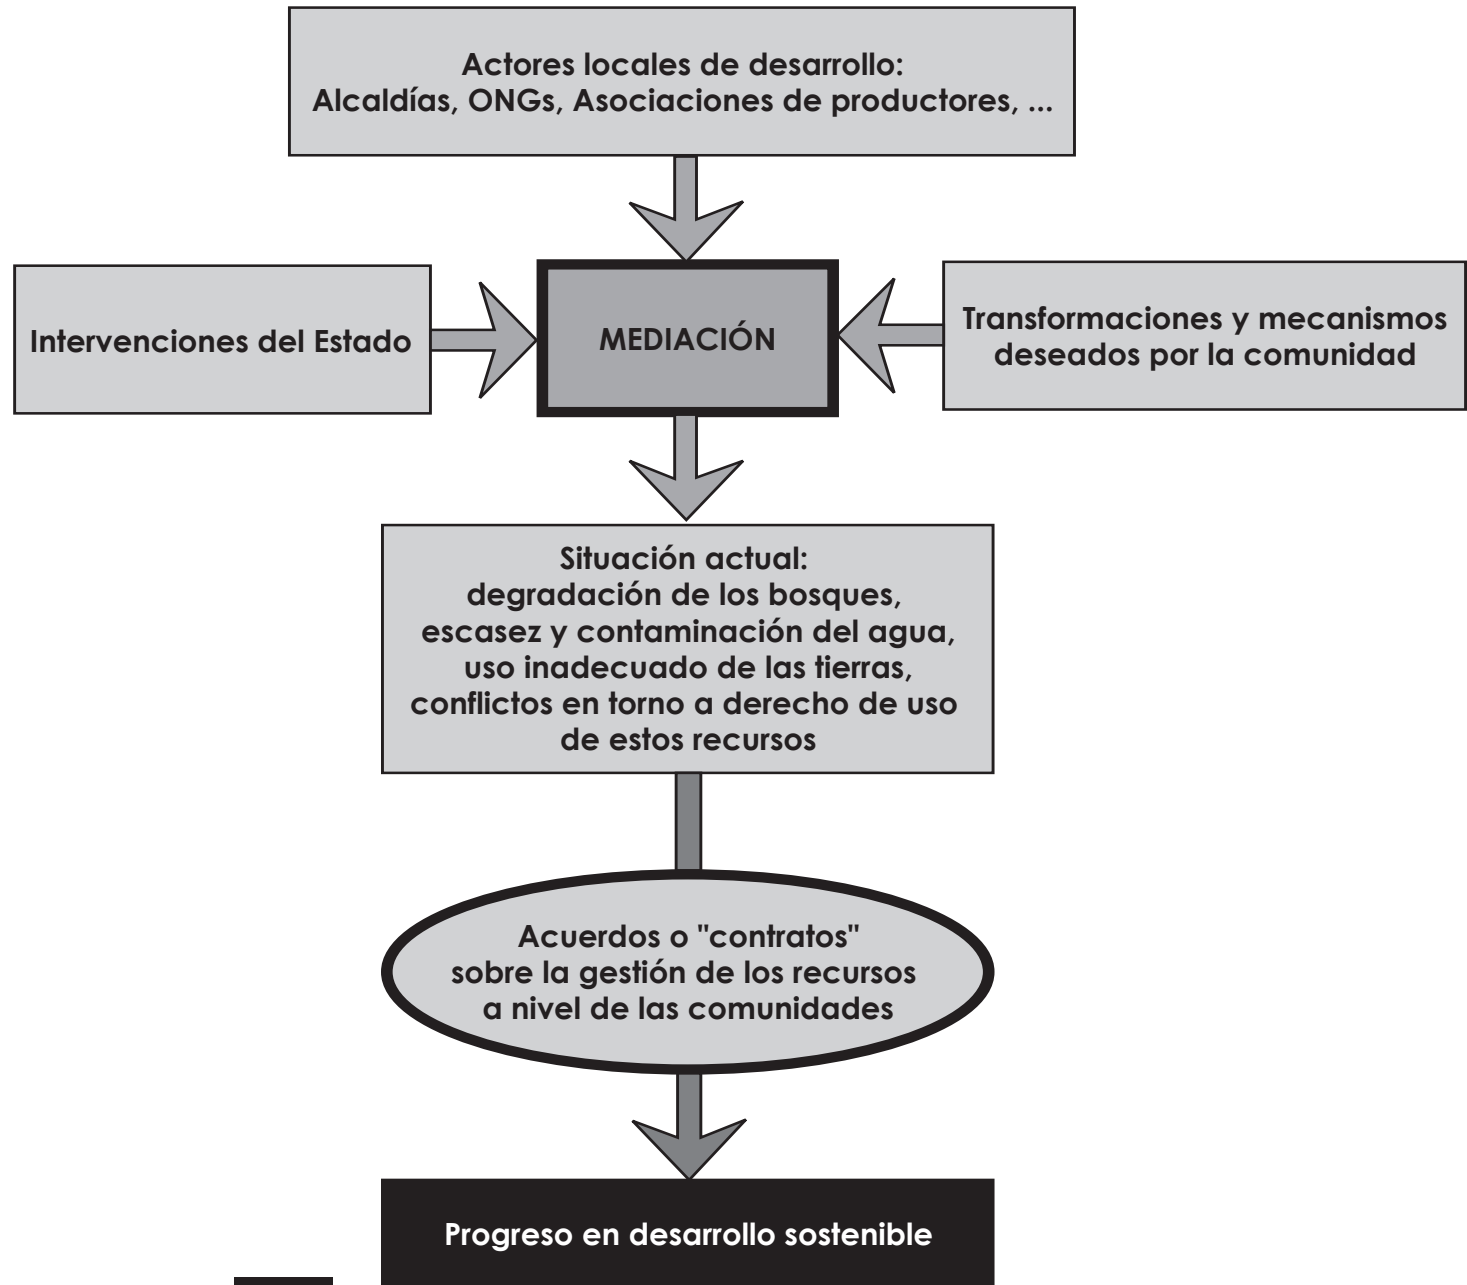 Actores locales de desarrollo:
Alcaldías, ONGs, Asociaciones de productores, ...
Intervenciones del Estado
MEDIACIÓN
Transformaciones y mecanismos
deseados por la comunidad
Situación actual:
degradación de los bosques,
escasez y contaminación del agua,
uso inadecuado de las tierras,
conflictos en torno a derecho de uso
de estos recursos
Acuerdos o "contratos"
sobre la gestión de los recursos
a nivel de las comunidades
Progreso en desarrollo sostenible